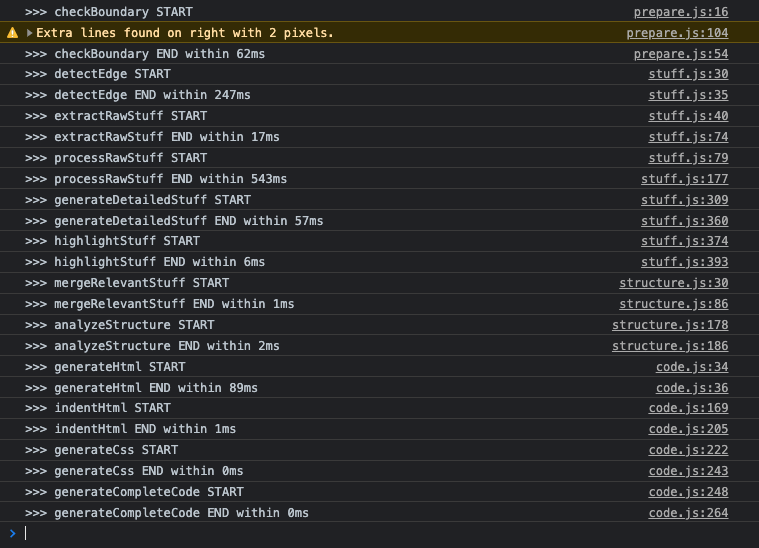 >>> checkBoundary START prepare.js:16
Extra lines found on right with 2 pixels. prepare.js:104
>>> checkBoundary END within 62ms prepare.js:54
>>> detectEdge START stuff.js:30
>>> detectEdge END within 247ms stuff.js:35
>>> extractRawStuff START stuff.js:40
>>> extractRawStuff END within 17ms stuff.js:74
>>> processRawStuff START stuff.js:79
>>> processRawStuff END within 543ms stuff.js:177
>>> generateDetailedStuff START stuff.js:309
>>> generateDetailedStuff END within 57ms stuff.js:360
>>> highlightStuff START stuff.js:374
>>> highlightStuff END within 6ms stuff.js:393
>>> mergeRelevantStuff START structure.js:30
>>> mergeRelevantStuff END within 1ms structure.js:86
>>> analyzeStructure START structure.js:178
>>> analyzeStructure END within 2ms structure.js:186
>>> generateHtml START code.js:34
>>> generateHtml END within 89ms code.js:36
>>> indentHtml START code.js:169
>>> indentHtml END within 1ms code.js:205
>>> generateCss START code.js:222
>>> generateCss END within 0ms code.js:243
>>> generateCompleteCode START code.js:248
>>> generateCompleteCode END within 0ms code.js:264